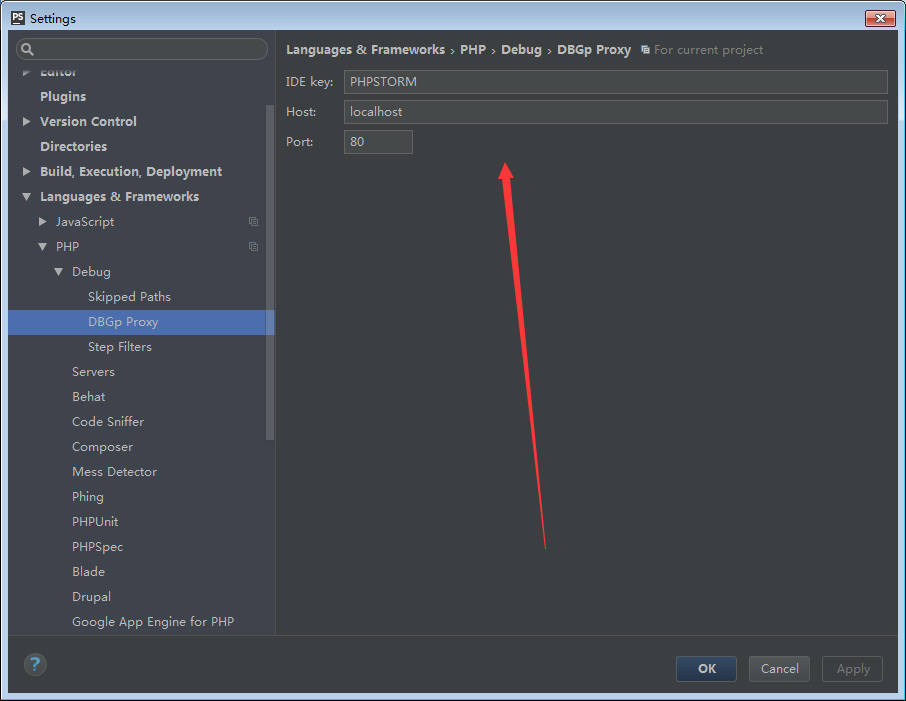 PS Settings
Editor
Plugins
Version Control
Directories
Build, Execution, Deployment
Languages & Frameworks
JavaScript
PHP
Debug
Skipped Paths
DBGp Proxy
Step Filters
Servers
Behat
Code Sniffer
Composer
Mess Detector
Phing
PHPUnit
PHPSpec
Blade
Drupal
Google App Engine for PHP
Languages & Frameworks › PHP › Debug › DBGp Proxy For current project
IDE key: PHPSTORM
Host: localhost
Port: 80
?
OK Cancel Apply